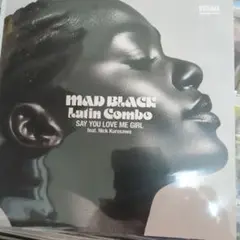 MAD BLACK
Latin Combo
SAY YOU LOVE ME GIRL
feat. Nick Kurosawa